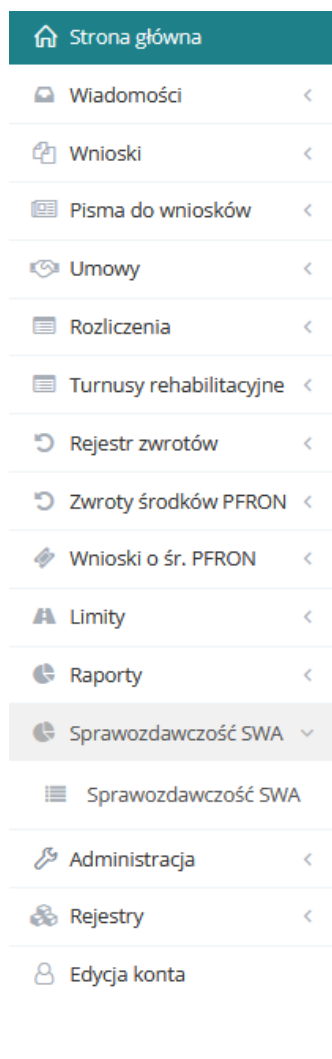 Strona główna
Wiadomości
Wnioski
Pisma do wniosków
Umowy
Rozliczenia
Turnusy rehabilitacyjne
Rejestr zwrotów
Zwroty środków PFRON
Wnioski o śr. PFRON
Limity
Raporty
Sprawozdawczość SWA
Sprawozdawczość SWA
Administracja
Rejestry
Edycja konta